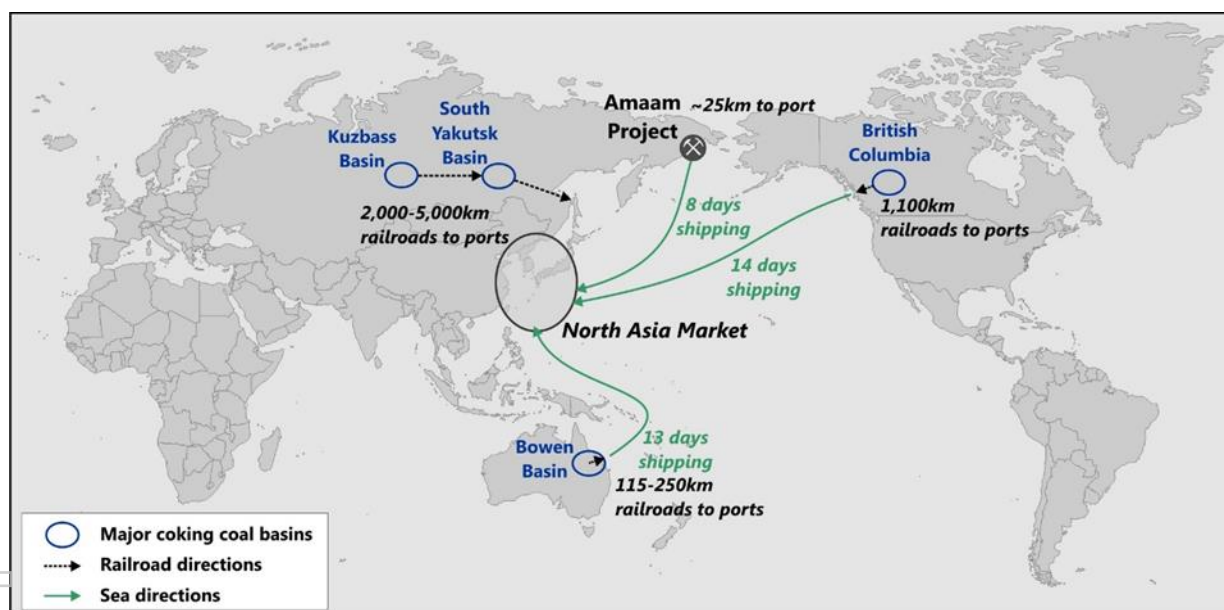 Amaam
Project
~25km to port
South
Yakutsk
Basin
Kuzbass
Basin
British
Columbia
2,000-5,000km
railroads to ports
8 days
shipping
1,100km
railroads to ports
14 days
shipping
North Asia Market
13 days
shipping
Bowen
Basin
115-250km
railroads to ports
Major coking coal basins
Railroad directions
Sea directions